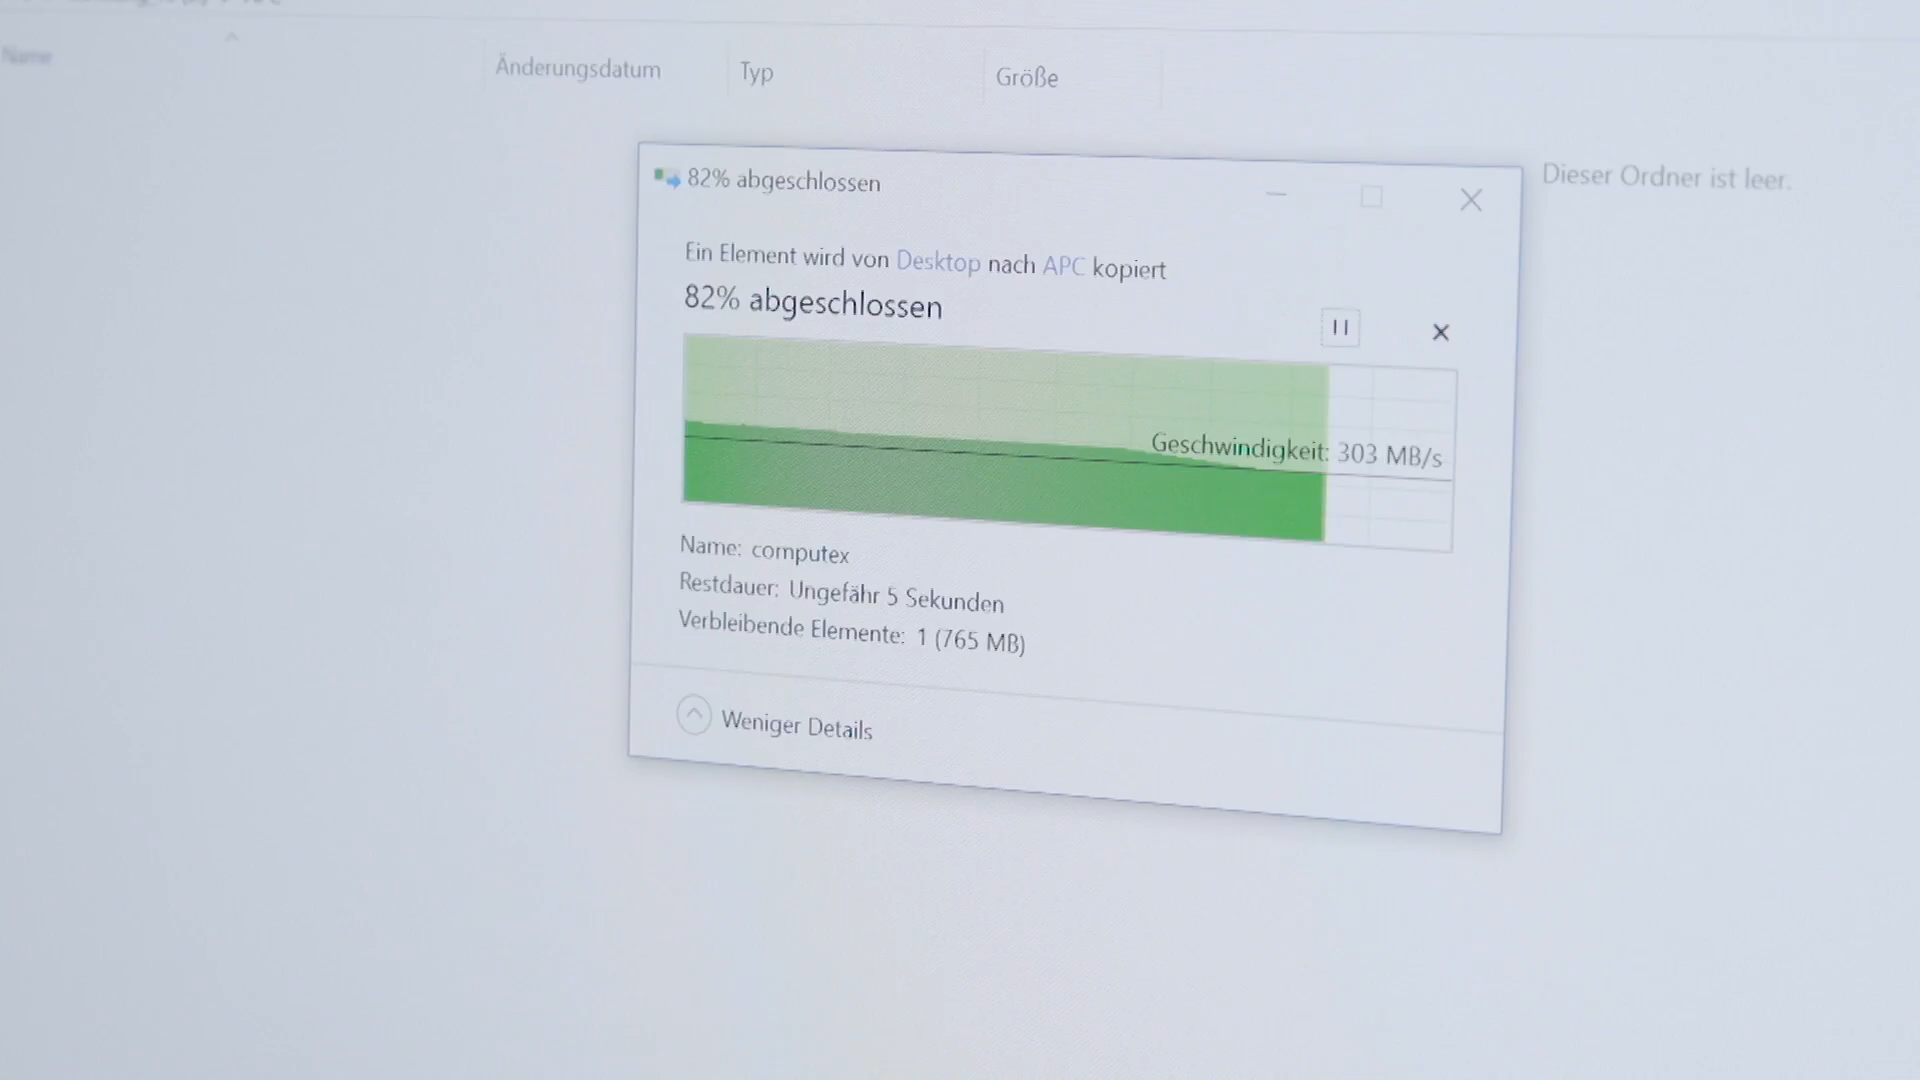 Name
Änderungsdatum
Typ
Größe
Dieser Ordner ist leer.
82% abgeschlossen
Ein Element wird von Desktop nach APC kopiert
82% abgeschlossen
Geschwindigkeit: 303 MB/s
Name: computex
Restdauer: Ungefähr 5 Sekunden
Verbleibende Elemente: 1 (765 MB)
Weniger Details